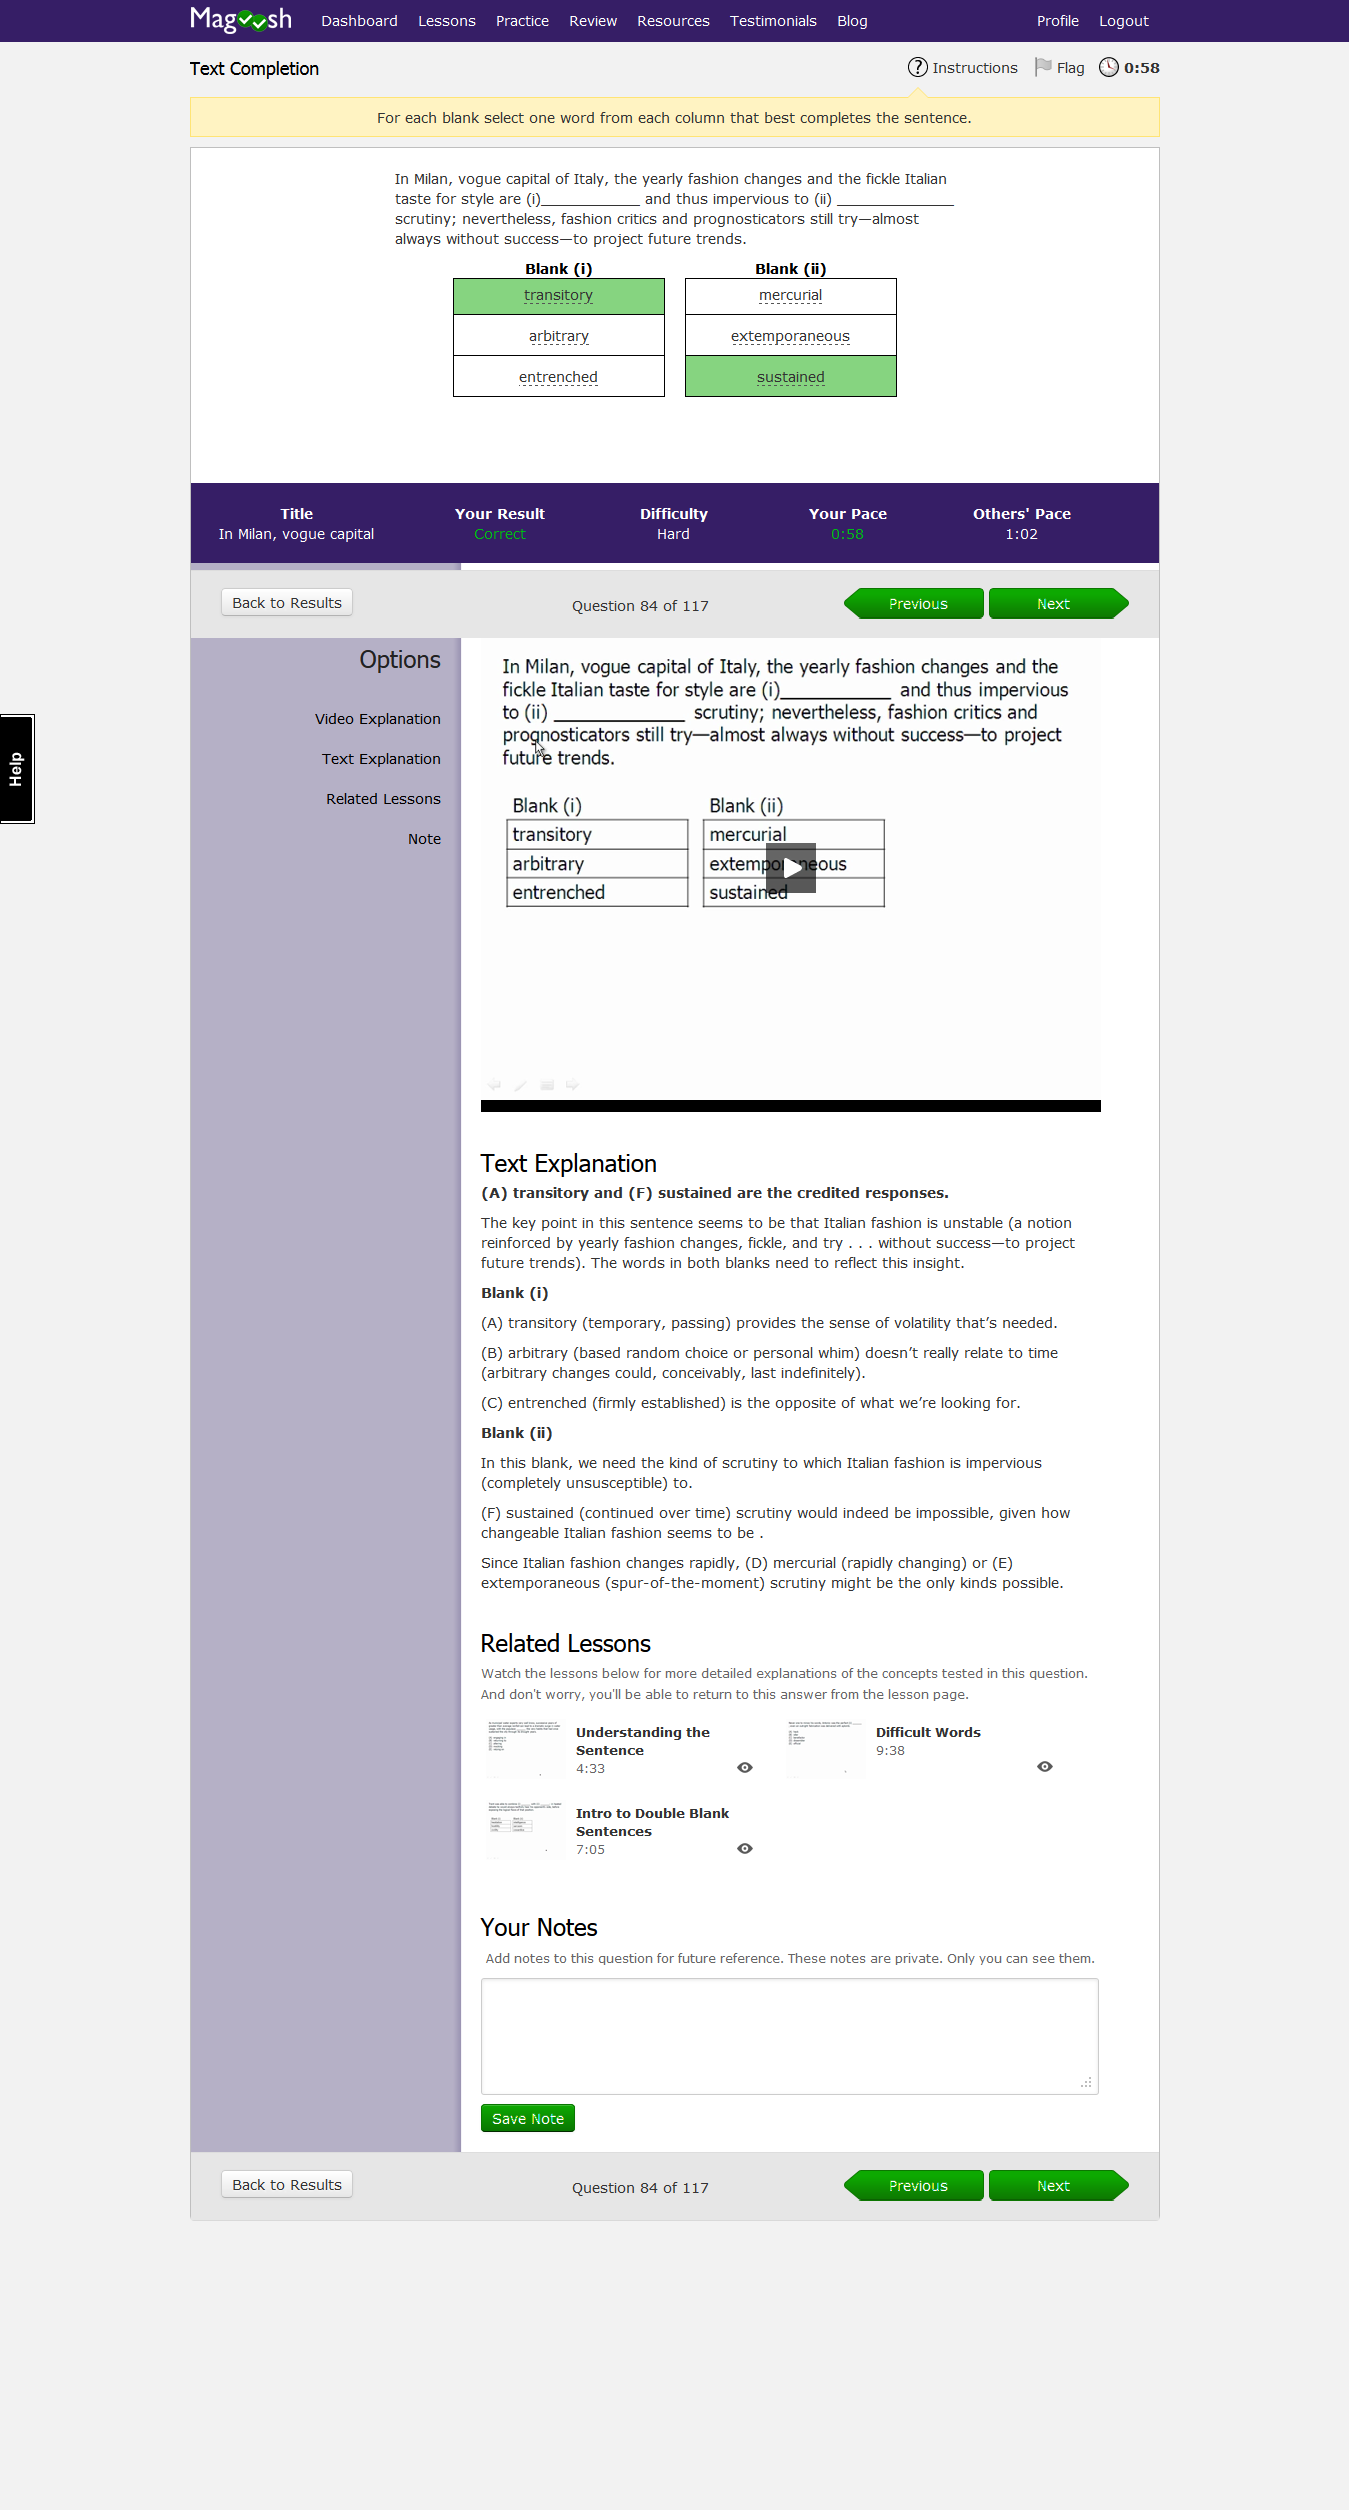 Magoosh Dashboard Lessons Practice Review Resources Testimonials Blog Profile Logout
Text Completion ? Instructions Flag 0:58
For each blank select one word from each column that best completes the sentence.
In Milan, vogue capital of Italy, the yearly fashion changes and the fickle Italian
taste for style are (i)____________ and thus impervious to (ii) ______________
scrutiny; nevertheless, fashion critics and prognosticators still try—almost
always without success—to project future trends.
Blank (i) Blank (ii)
transitory mercurial
arbitrary extemporaneous
entrenched sustained
Title Your Result Difficulty Your Pace Others' Pace
In Milan, vogue capital Correct Hard 0:58 1:02
Back to Results Question 84 of 117 Previous Next
Options
Video Explanation
Text Explanation
Related Lessons
Note
Help
In Milan, vogue capital of Italy, the yearly fashion changes and the
fickle Italian taste for style are (i)___________ and thus impervious
to (ii) _____________ scrutiny; nevertheless, fashion critics and
prognosticators still try—almost always without success—to project
future trends.
Blank (i) Blank (ii)
transitory mercurial
arbitrary extemporaneous
entrenched sustained
Text Explanation
(A) transitory and (F) sustained are the credited responses.
The key point in this sentence seems to be that Italian fashion is unstable (a notion
reinforced by yearly fashion changes, fickle, and try . . . without success—to project
future trends). The words in both blanks need to reflect this insight.
Blank (i)
(A) transitory (temporary, passing) provides the sense of volatility that’s needed.
(B) arbitrary (based random choice or personal whim) doesn’t really relate to time
(arbitrary changes could, conceivably, last indefinitely).
(C) entrenched (firmly established) is the opposite of what we’re looking for.
Blank (ii)
In this blank, we need the kind of scrutiny to which Italian fashion is impervious
(completely unsusceptible) to.
(F) sustained (continued over time) scrutiny would indeed be impossible, given how
changeable Italian fashion seems to be .
Since Italian fashion changes rapidly, (D) mercurial (rapidly changing) or (E)
extemporaneous (spur-of-the-moment) scrutiny might be the only kinds possible.
Related Lessons
Watch the lessons below for more detailed explanations of the concepts tested in this question.
And don't worry, you'll be able to return to this answer from the lesson page.
Understanding the
Sentence
4:33
Difficult Words
9:38
Intro to Double Blank
Sentences
7:05
Your Notes
Add notes to this question for future reference. These notes are private. Only you can see them.
Save Note
Back to Results Question 84 of 117 Previous Next